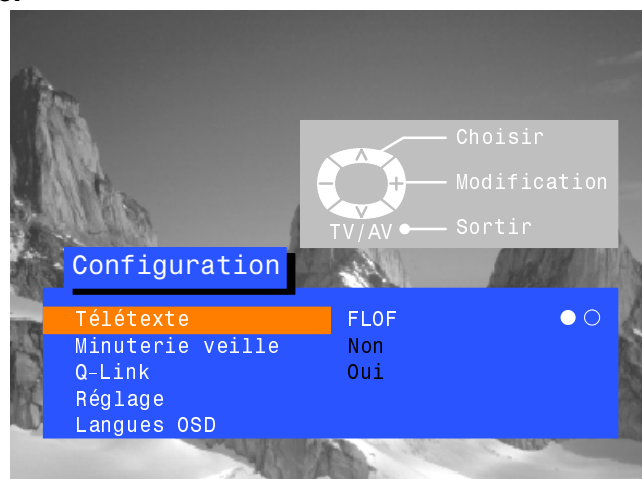 Choisir
Modification
TV/AV Sortir
Configuration
Télétexte FLOF
Minuterie veille Non
Q-Link Oui
Réglage
Langues OSD